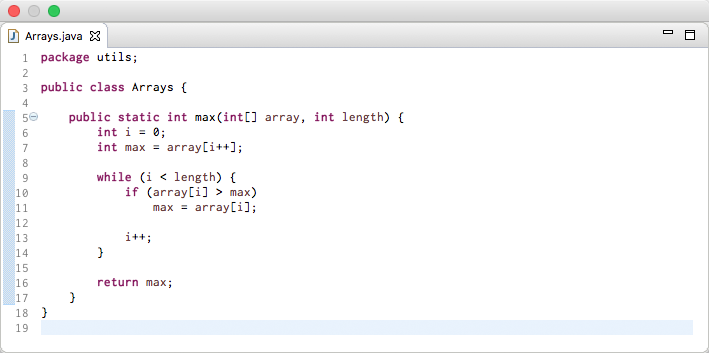 Arrays.java
1 package utils;
2
3 public class Arrays {
4
5     public static int max(int[] array, int length) {
6         int i = 0;
7         int max = array[i++];
8
9         while (i < length) {
10             if (array[i] > max)
11                 max = array[i];
12
13             i++;
14         }
15
16         return max;
17     }
18 }
19